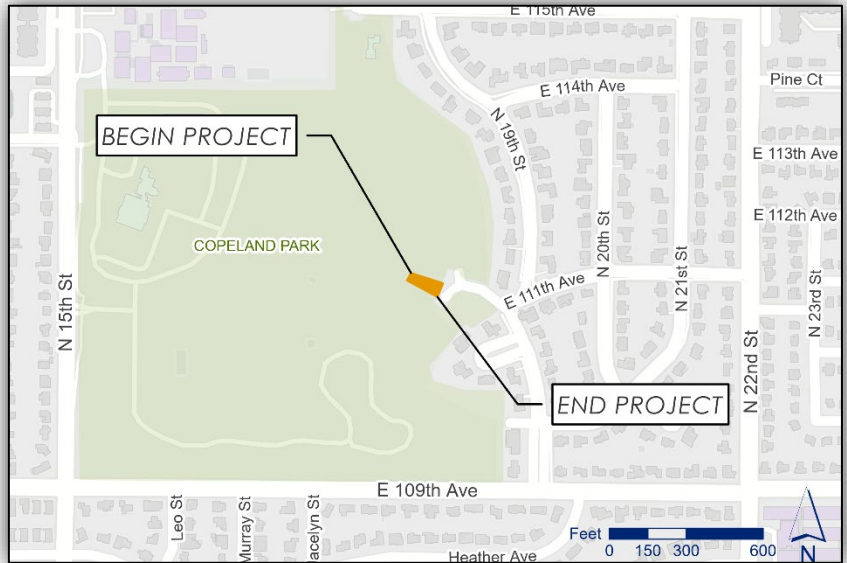 E 115th Ave
Pine Ct
E 114th Ave
BEGIN PROJECT
N 19th St
E 113th Ave
E 112th Ave
COPELAND PARK
N 20th St
N 21st St
E 111th Ave
N 15th St
N 23rd St
N 22nd St
END PROJECT
E 109th Ave
Leo St
Murray St
Jacelyn St
Heather Ave
Feet
0 150 300 600
N